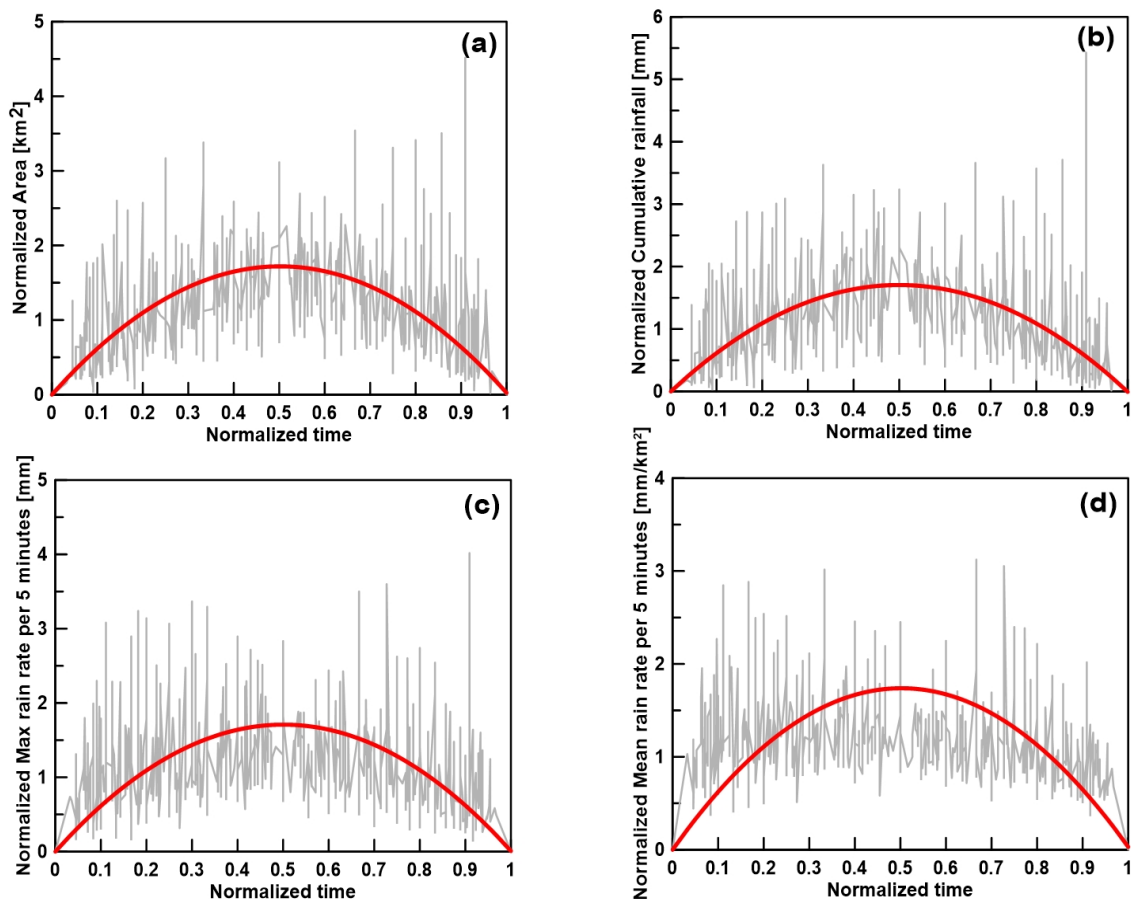 (a)
Normalized Area [km²]
5
4
3
2
1
0
0 0.1 0.2 0.3 0.4 0.5 0.6 0.7 0.8 0.9 1
Normalized time
(b)
Normalized Cumulative rainfall [mm]
6
5
4
3
2
1
0
0 0.1 0.2 0.3 0.4 0.5 0.6 0.7 0.8 0.9 1
Normalized time
(c)
Normalized Max rain rate per 5 minutes [mm]
5
4
3
2
1
0
0 0.1 0.2 0.3 0.4 0.5 0.6 0.7 0.8 0.9 1
Normalized time
(d)
Normalized Mean rain rate per 5 minutes [mm/km²]
4
3
2
1
0
0 0.1 0.2 0.3 0.4 0.5 0.6 0.7 0.8 0.9 1
Normalized time